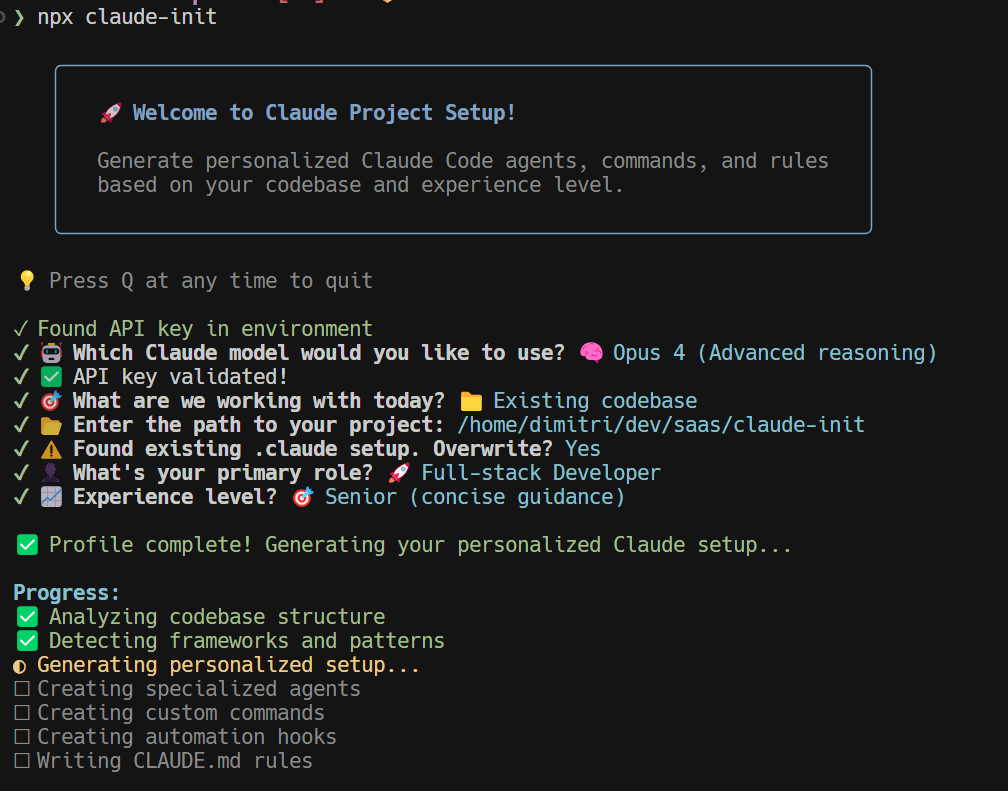 ❯ npx claude-init
🚀 Welcome to Claude Project Setup!
Generate personalized Claude Code agents, commands, and rules
based on your codebase and experience level.
💡 Press Q at any time to quit
✓ Found API key in environment
✔ 🤖 Which Claude model would you like to use? 🧠 Opus 4 (Advanced reasoning)
✔ ✅ API key validated!
✔ 🎯 What are we working with today? 📁 Existing codebase
✔ 📂 Enter the path to your project: /home/dimitri/dev/saas/claude-init
✔ ⚠️ Found existing .claude setup. Overwrite? Yes
✔ 👤 What's your primary role? 🚀 Full-stack Developer
✔ 📈 Experience level? 🎯 Senior (concise guidance)
✅ Profile complete! Generating your personalized Claude setup...
Progress:
✅ Analyzing codebase structure
✅ Detecting frameworks and patterns
◐ Generating personalized setup...
☐ Creating specialized agents
☐ Creating custom commands
☐ Creating automation hooks
☐ Writing CLAUDE.md rules